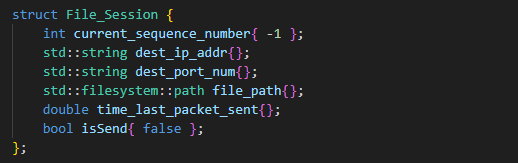 struct File_Session {
    int current_sequence_number{ -1 };
    std::string dest_ip_addr{};
    std::string dest_port_num{};
    std::filesystem::path file_path{};
    double time_last_packet_sent{};
    bool isSend{ false };
};